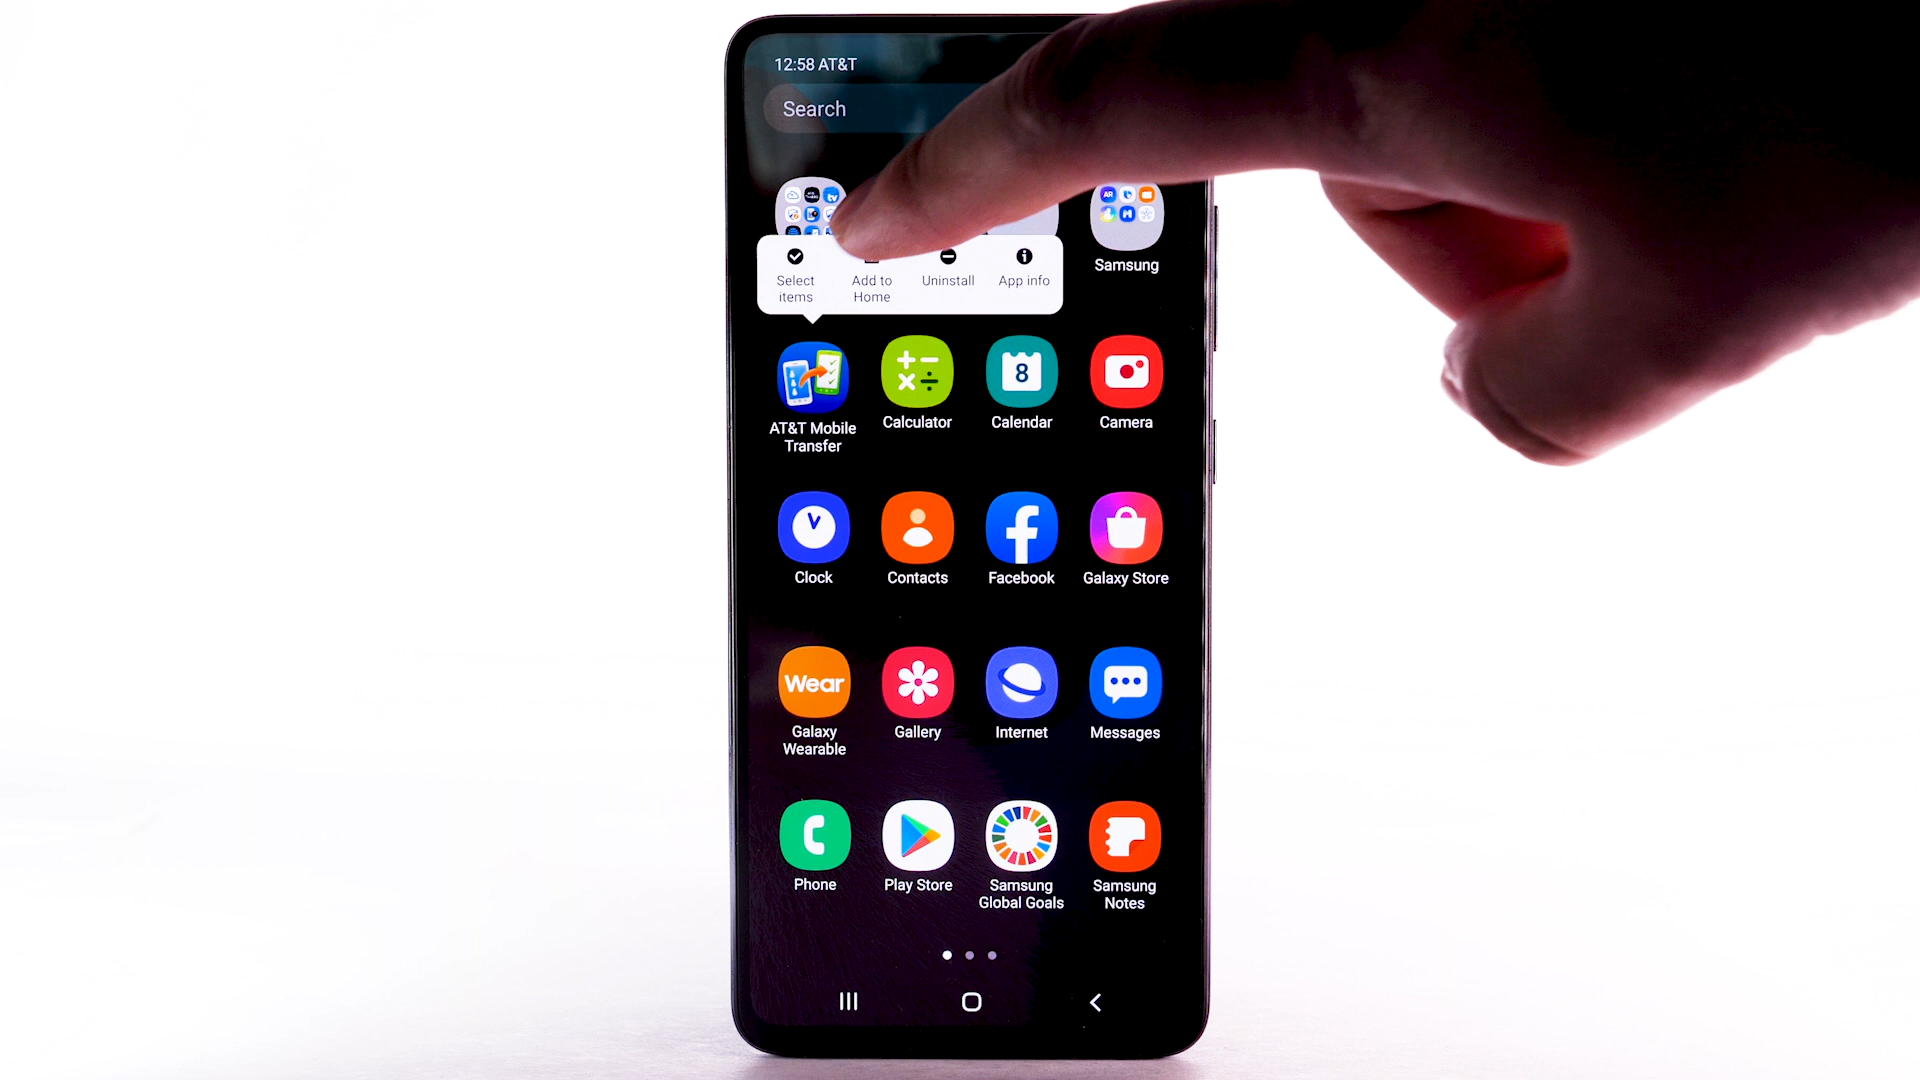 12:58 AT&T
Search
tv
AR
Samsung
Select items
Add to Home
Uninstall
App info
AT&T Mobile Transfer
Calculator
8
Calendar
Camera
Clock
Contacts
f
Facebook
Galaxy Store
Wear
Galaxy Wearable
Gallery
Internet
Messages
Phone
Play Store
Samsung Global Goals
Samsung Notes